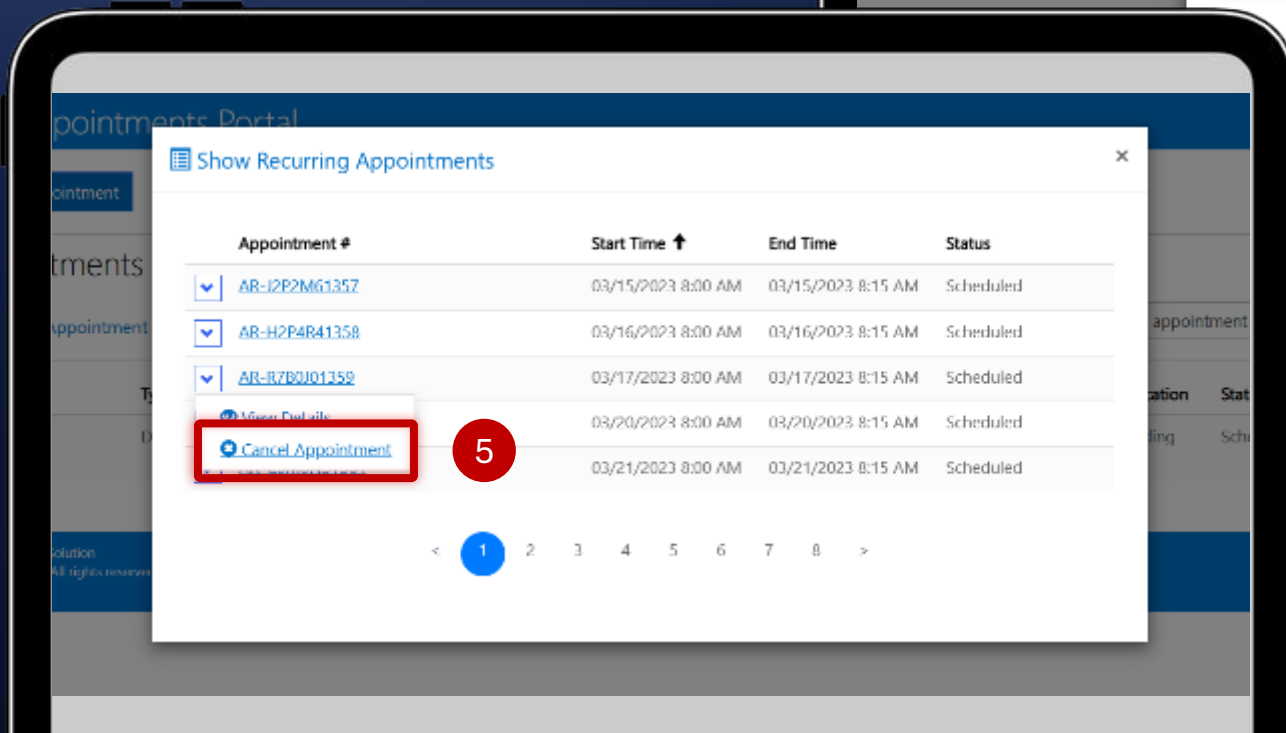 pointments Portal
Show Recurring Appointments ×
ointment
Appointment # Start Time End Time Status
tments
AR-J2P2M61357 03/15/2023 8:00 AM 03/15/2023 8:15 AM Scheduled
Appointment AR-H2P4R41358 03/16/2023 8:00 AM 03/16/2023 8:15 AM Scheduled appointment
AR-R7B0J01359 03/17/2023 8:00 AM 03/17/2023 8:15 AM Scheduled
Ty cation Stat
View Details 03/20/2023 8:00 AM 03/20/2023 8:15 AM Scheduled
D ding Sche
Cancel Appointment 5
03/21/2023 8:00 AM 03/21/2023 8:15 AM Scheduled
< 1 2 3 4 5 6 7 8 >
olution
All rights reserve